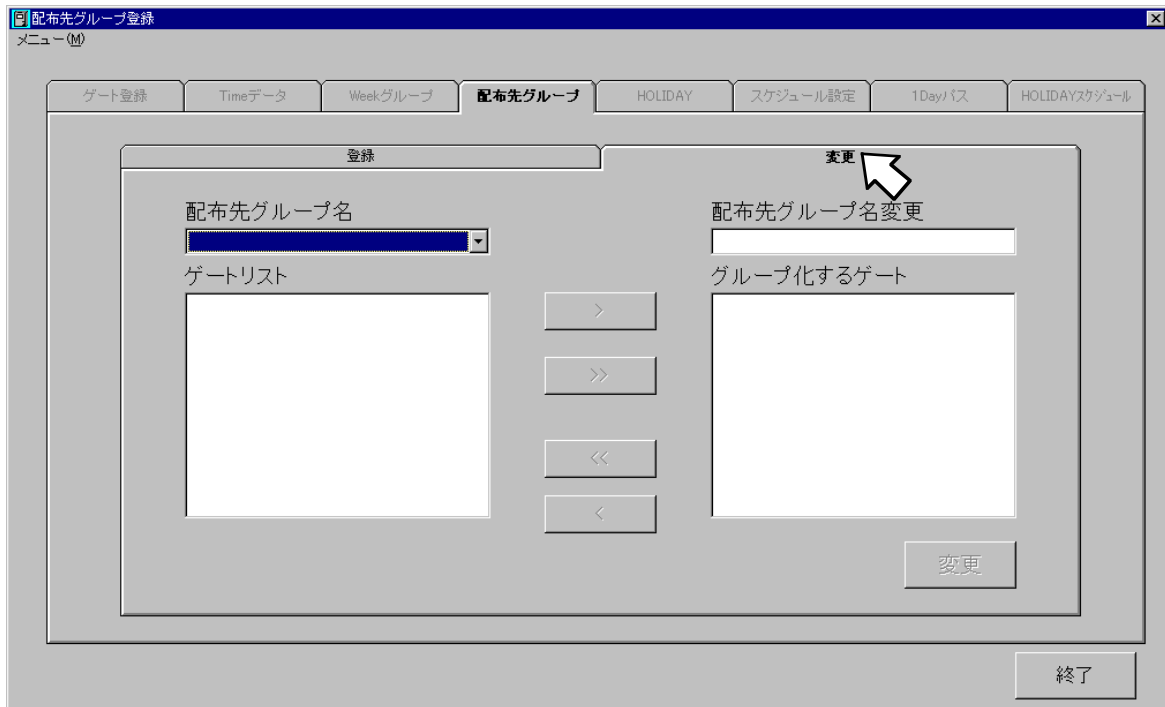 配布先グループ登録
メニュー(M)
ゲート登録 Timeデータ Weekグループ 配布先グループ HOLIDAY スケジュール設定 1Dayパス HOLIDAYスケジュール
登録 変更
配布先グループ名 配布先グループ名変更
ゲートリスト グループ化するゲート
>
>>
<<
<
変更
終了